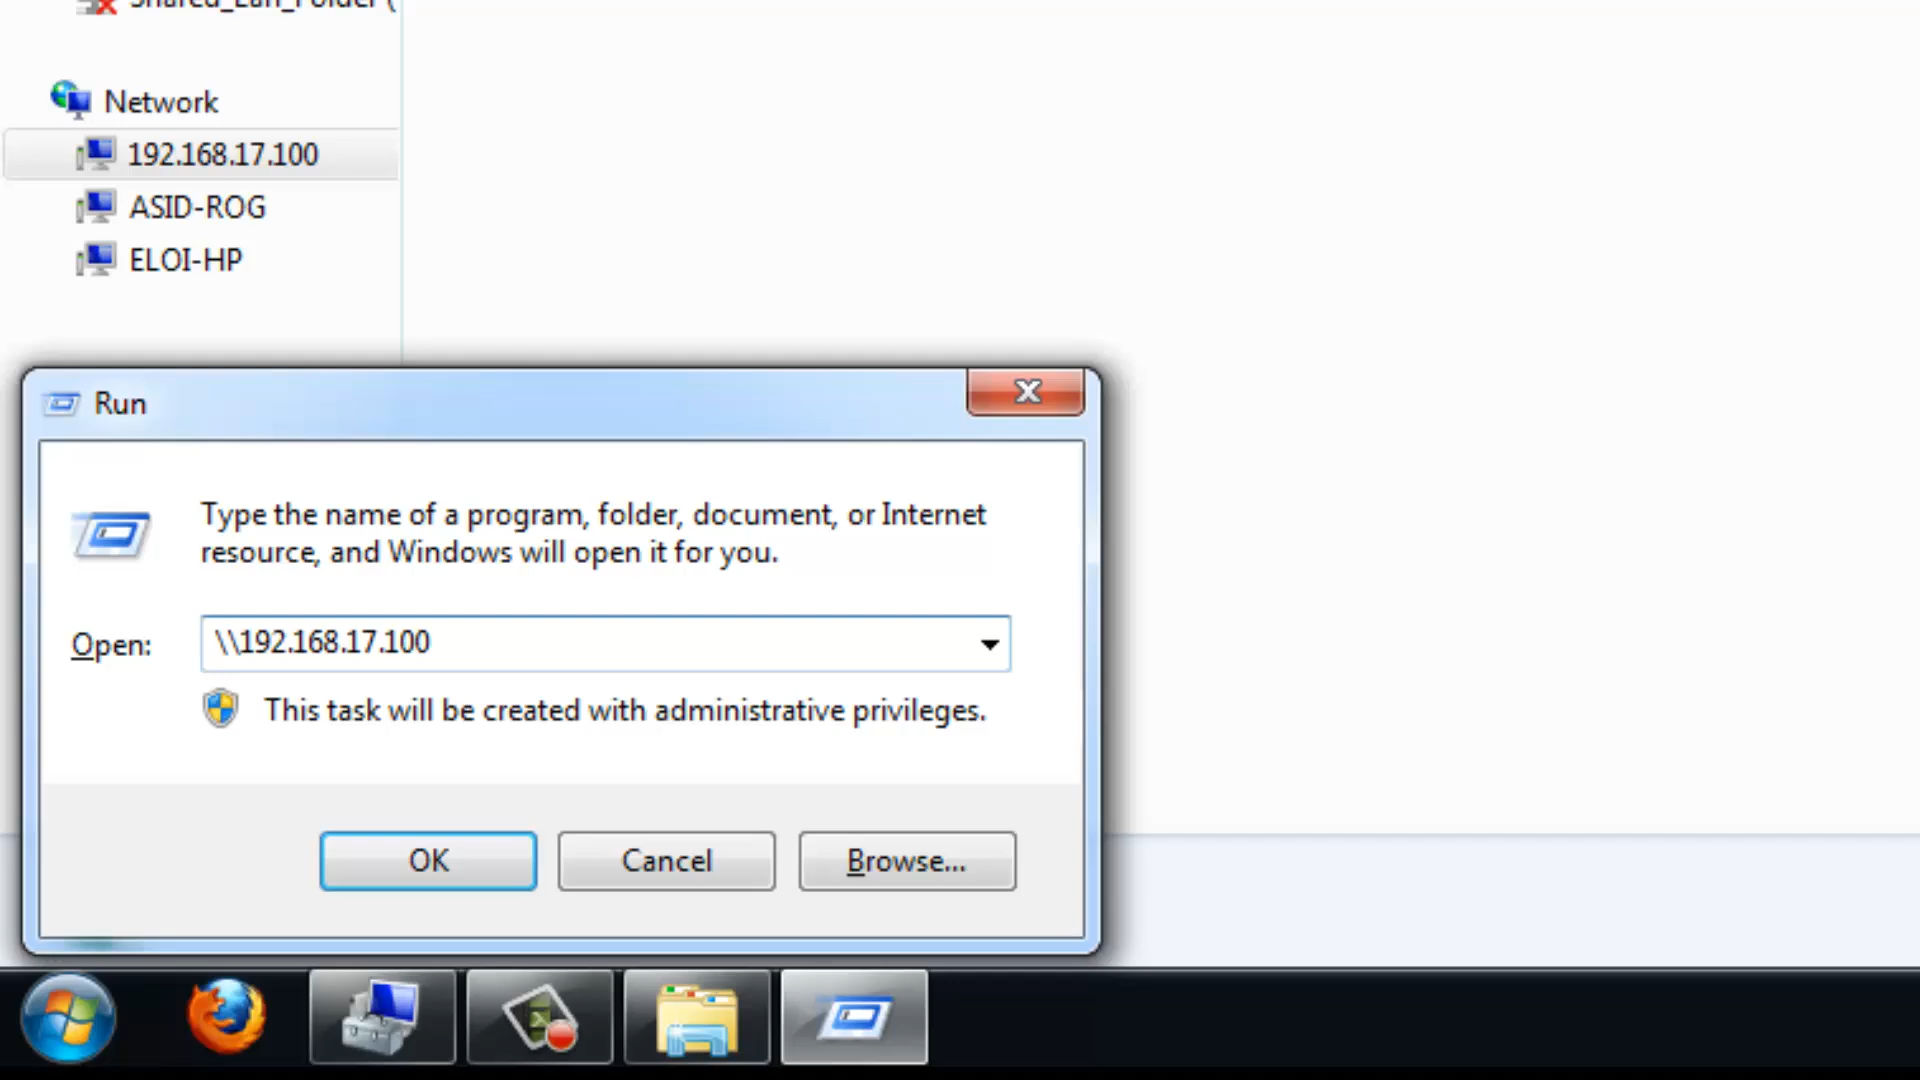 Shared_Lan_Folder (
Network
192.168.17.100
ASID-ROG
ELOI-HP
Run
Type the name of a program, folder, document, or Internet
resource, and Windows will open it for you.
Open:
\\192.168.17.100
This task will be created with administrative privileges.
OK
Cancel
Browse...